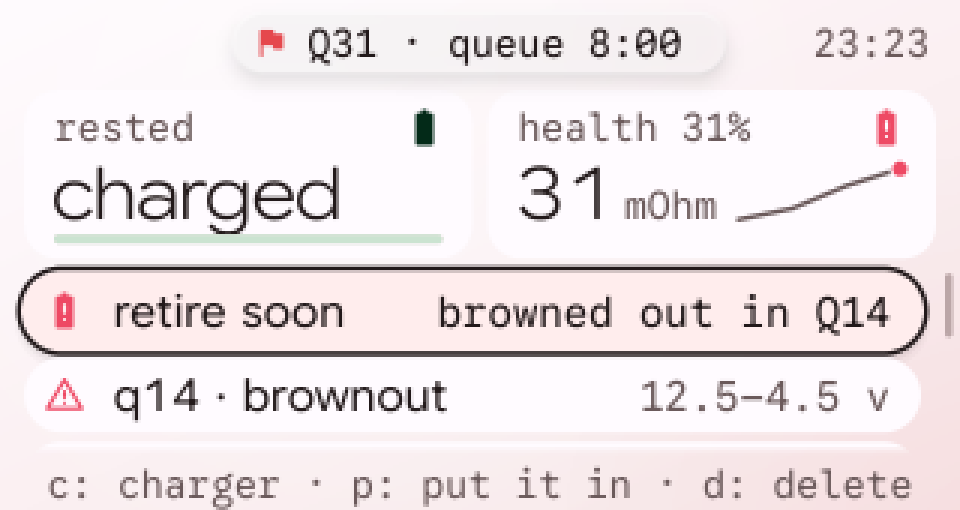 Q31 · queue 8:00
23:23
rested
charged
health 31%
31 mOhm
retire soon browned out in Q14
q14 · brownout 12.5–4.5 v
c: charger · p: put it in · d: delete